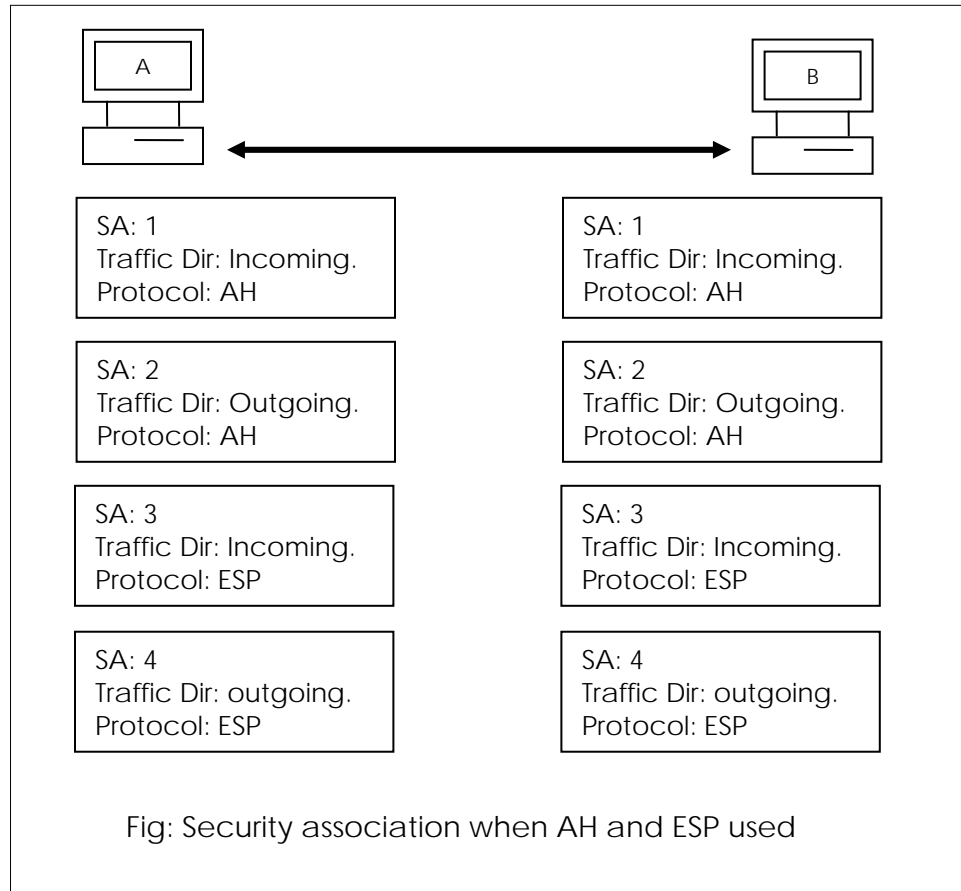 A
B
SA: 1
Traffic Dir: Incoming.
Protocol: AH
SA: 1
Traffic Dir: Incoming.
Protocol: AH
SA: 2
Traffic Dir: Outgoing.
Protocol: AH
SA: 2
Traffic Dir: Outgoing.
Protocol: AH
SA: 3
Traffic Dir: Incoming.
Protocol: ESP
SA: 3
Traffic Dir: Incoming.
Protocol: ESP
SA: 4
Traffic Dir: outgoing.
Protocol: ESP
SA: 4
Traffic Dir: outgoing.
Protocol: ESP
Fig: Security association when AH and ESP used